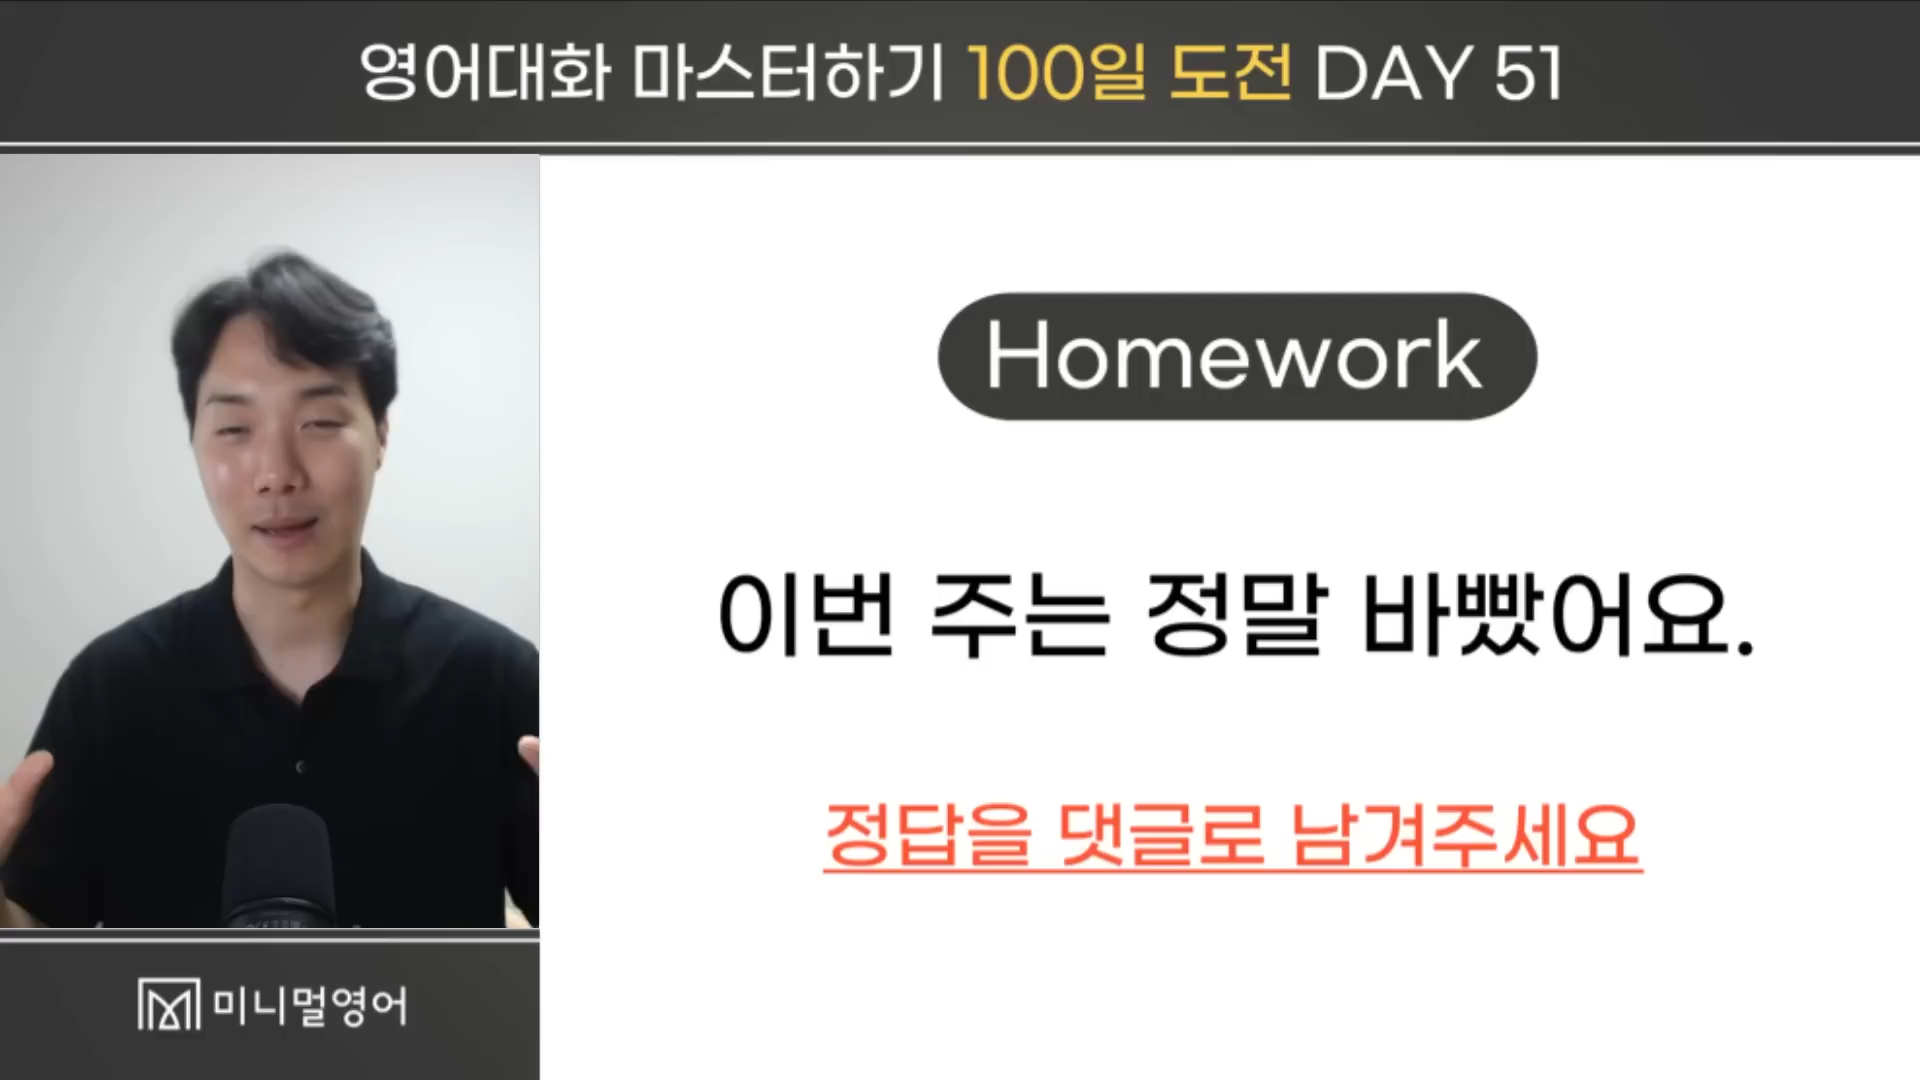 영어대화 마스터하기 100일 도전 DAY 51
Homework
이번 주는 정말 바빴어요.
정답을 댓글로 남겨주세요
미니멀영어